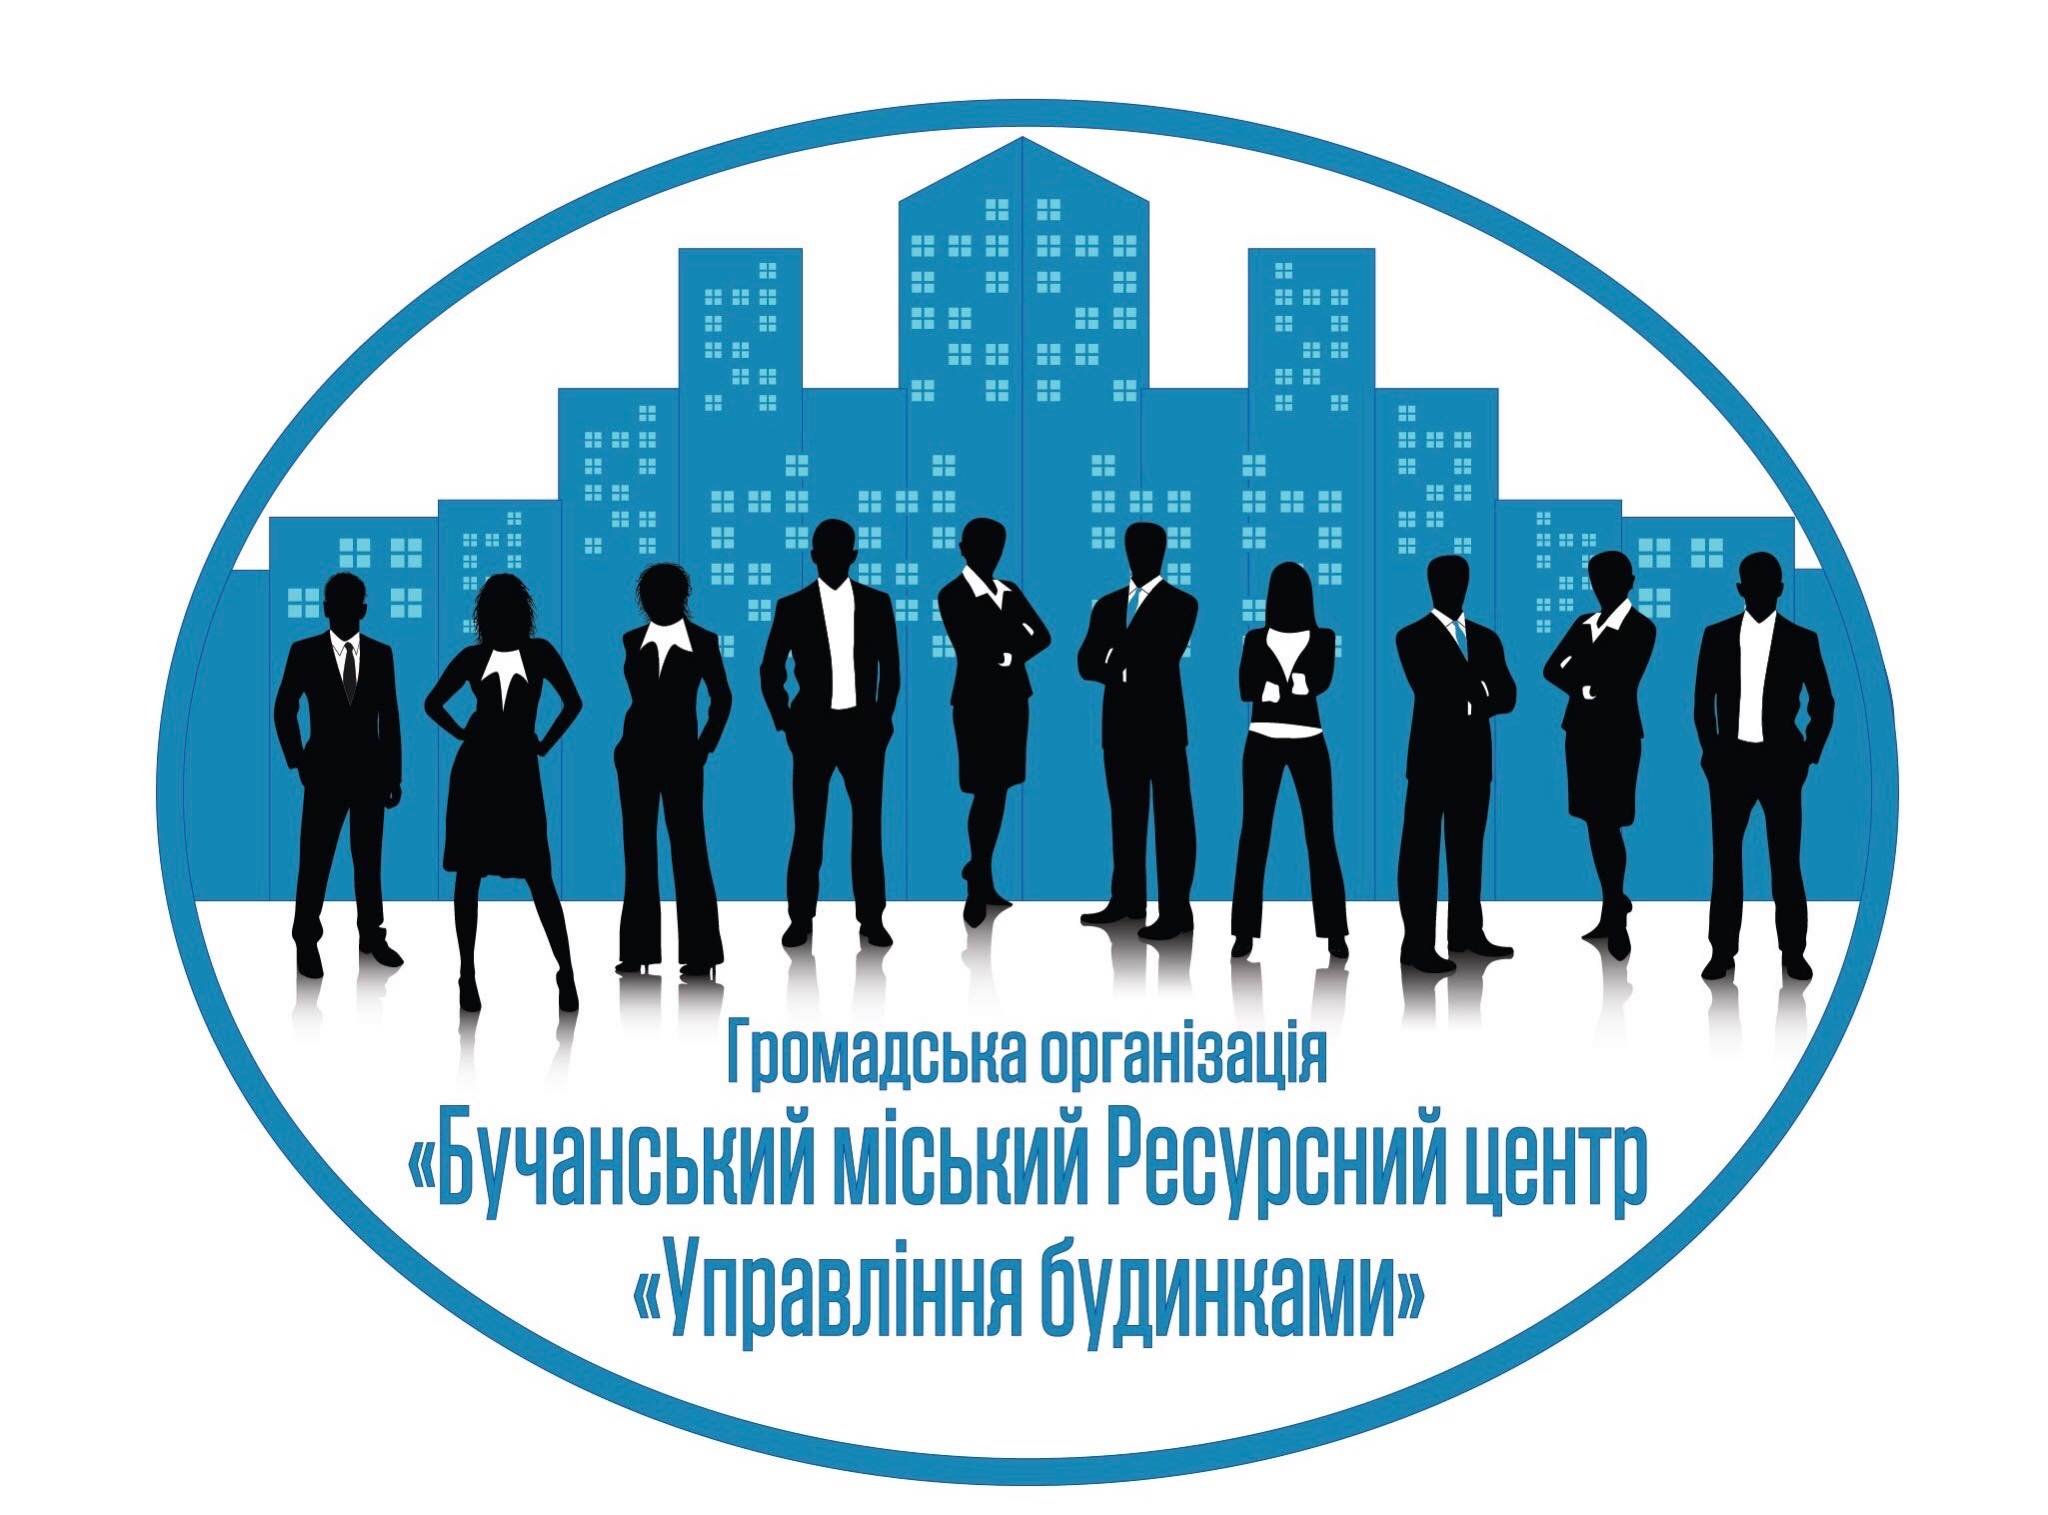 Громадська організація
«Бучанський міський Ресурсний центр
«Управління будинками»